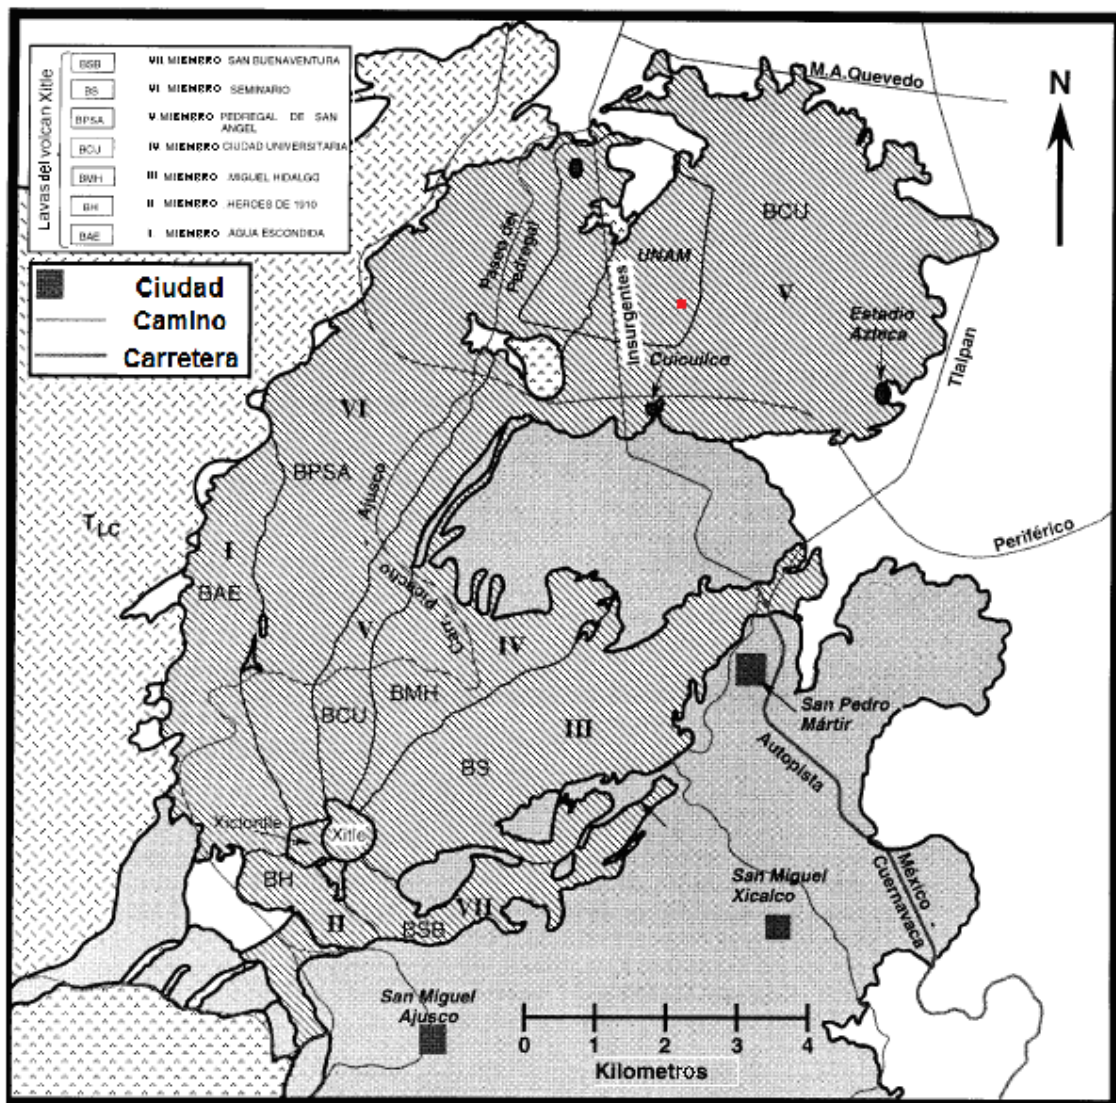 Lavas del volcan Xitle
BSB VII MIEMBRO SAN BUENAVENTURA
BS VI MIEMBRO SEMINARIO
BPSA V MIEMBRO PEDREGAL DE SAN
ANGEL
BCU IV MIEMBRO CIUDAD UNIVERSITARIA
BMH III MIEMBRO MIGUEL HIDALGO
BH II MIEMBRO HEROES DE 1910
BAE I. MIEMBRO AGUA ESCONDIDA
Ciudad
Camino
Carretera
M.A.Quevedo
N
BCU
Paseo del
Pedregal
UNAM
Insurgentes
V
Estadio
Azteca
Cuicuilco
Tlalpan
VI
BPSA
Ajusco
TLC
Periférico
I
BAE
Carr. Picacho
V
IV
BMH
BCU
San Pedro
Mártir
III
BS
Autopista
Xicontle
Xitle
BH
San Miguel
Xicalco
México -
Cuernavaca
VII
II
BSB
San Miguel
Ajusco
0 1 2 3 4
Kilometros